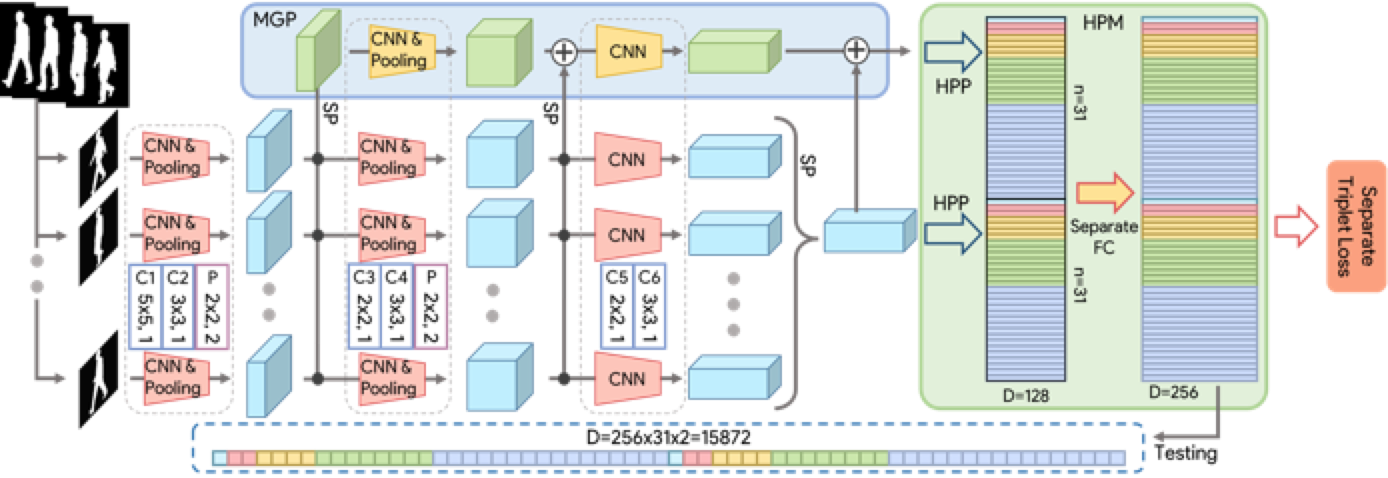 MGP
CNN &
Pooling
CNN
SP
SP
HPM
HPP
n=31
CNN &
Pooling
CNN &
Pooling
CNN
SP
CNN &
Pooling
CNN &
Pooling
CNN
HPP
Separate
FC
Separate
Triplet Loss
C1 C2 P
5x5, 1 3x3, 1 2x2, 2
C3 C4 P
2x2, 1 3x3, 1 2x2, 2
C5 C6
2x2, 1 3x3, 1
n=31
CNN &
Pooling
CNN &
Pooling
CNN
D=128
D=256
D=256x31x2=15872
Testing